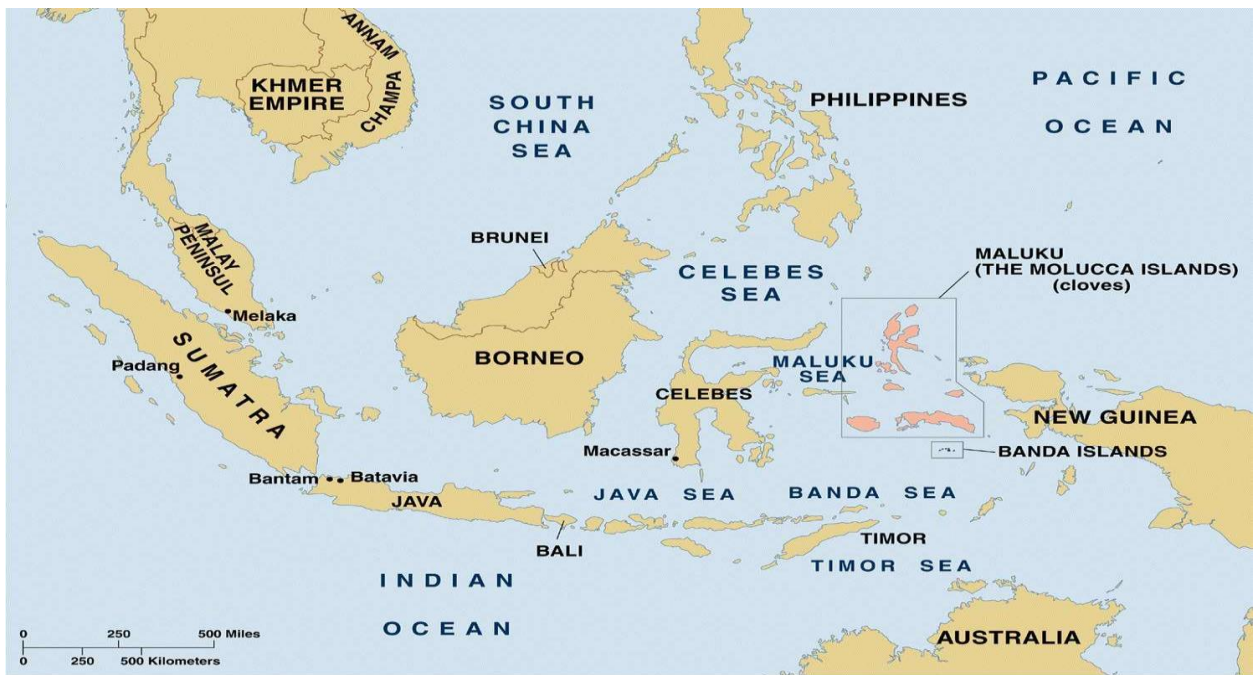 ANNAM
KHMER
EMPIRE
CHAMPA
SOUTH
CHINA
SEA
PHILIPPINES
PACIFIC
OCEAN
MALAY
PENINSUL
BRUNEI
CELEBES
SEA
MALUKU
(THE MOLUCCA ISLANDS)
(cloves)
Melaka
SUMATRA
Padang
BORNEO
MALUKU
SEA
CELEBES
NEW GUINEA
Macassar
BANDA ISLANDS
Bantam
Batavia
JAVA
JAVA SEA
BANDA SEA
BALI
TIMOR
TIMOR SEA
INDIAN
OCEAN
AUSTRALIA
0 250 500 Miles
0 250 500 Kilometers